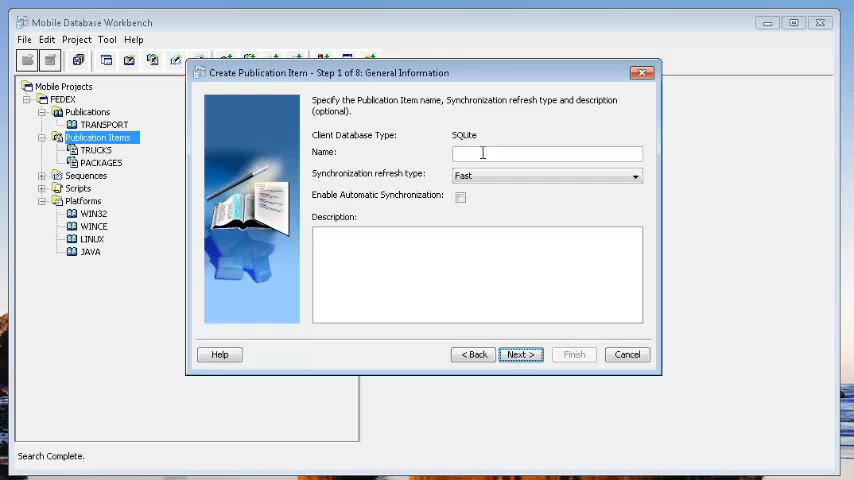 Mobile Database Workbench
File Edit Project Tool Help
Mobile Projects
FEDEX
Publications
TRANSPORT
Publication Items
TRUCKS
PACKAGES
Sequences
Scripts
Platforms
WIN32
WINCE
LINUX
JAVA
Search Complete.
Create Publication Item - Step 1 of 8: General Information
Specify the Publication Item name, Synchronization refresh type and description
(optional).
Client Database Type: SQLite
Name:
Synchronization refresh type: Fast
Enable Automatic Synchronization:
Description:
Help < Back Next > Finish Cancel